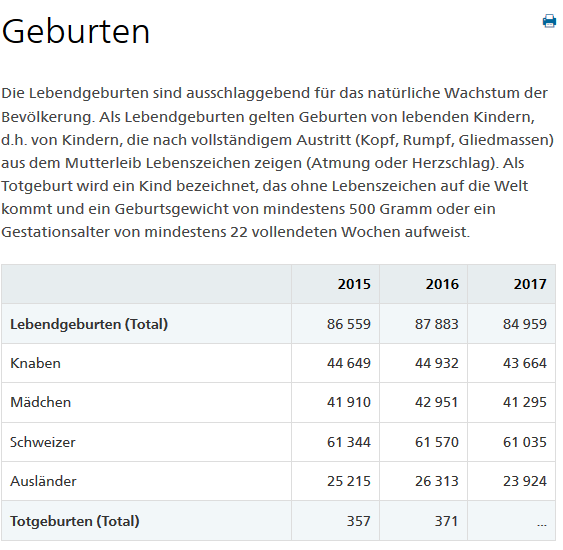 Geburten
Die Lebendgeburten sind ausschlaggebend für das natürliche Wachstum der
Bevölkerung. Als Lebendgeburten gelten Geburten von lebenden Kindern,
d.h. von Kindern, die nach vollständigem Austritt (Kopf, Rumpf, Gliedmassen)
aus dem Mutterleib Lebenszeichen zeigen (Atmung oder Herzschlag). Als
Totgeburt wird ein Kind bezeichnet, das ohne Lebenszeichen auf die Welt
kommt und ein Geburtsgewicht von mindestens 500 Gramm oder ein
Gestationsalter von mindestens 22 vollendeten Wochen aufweist.
2015 2016 2017
Lebendgeburten (Total) 86 559 87 883 84 959
Knaben 44 649 44 932 43 664
Mädchen 41 910 42 951 41 295
Schweizer 61 344 61 570 61 035
Ausländer 25 215 26 313 23 924
Totgeburten (Total) 357 371 ...